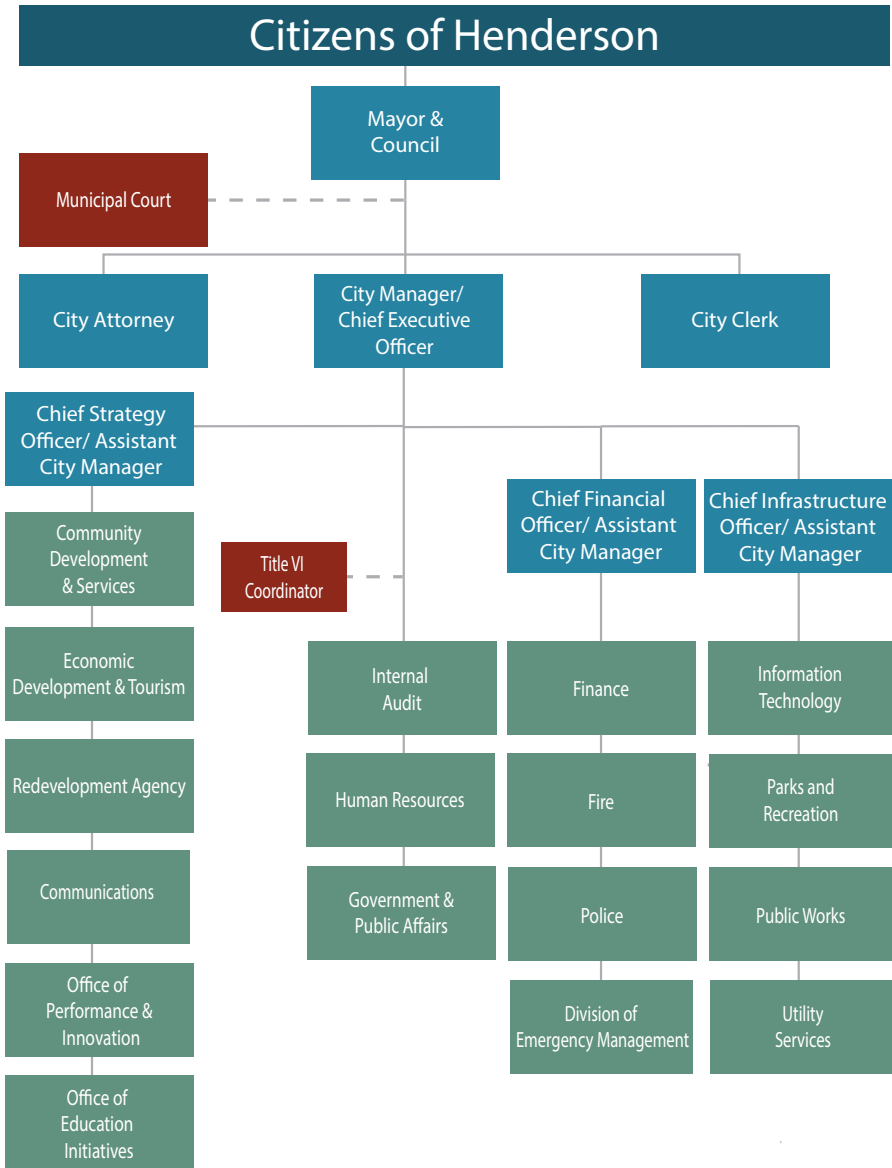 Citizens of Henderson
Mayor &
Council
Municipal Court
City Attorney
City Manager/
Chief Executive
Officer
City Clerk
Chief Strategy
Officer/ Assistant
City Manager
Chief Financial
Officer/ Assistant
City Manager
Chief Infrastructure
Officer/ Assistant
City Manager
Title VI
Coordinator
Community
Development
& Services
Economic
Development & Tourism
Redevelopment Agency
Communications
Office of
Performance &
Innovation
Office of
Education
Initiatives
Internal
Audit
Human Resources
Government &
Public Affairs
Finance
Fire
Police
Division of
Emergency Management
Information
Technology
Parks and
Recreation
Public Works
Utility
Services